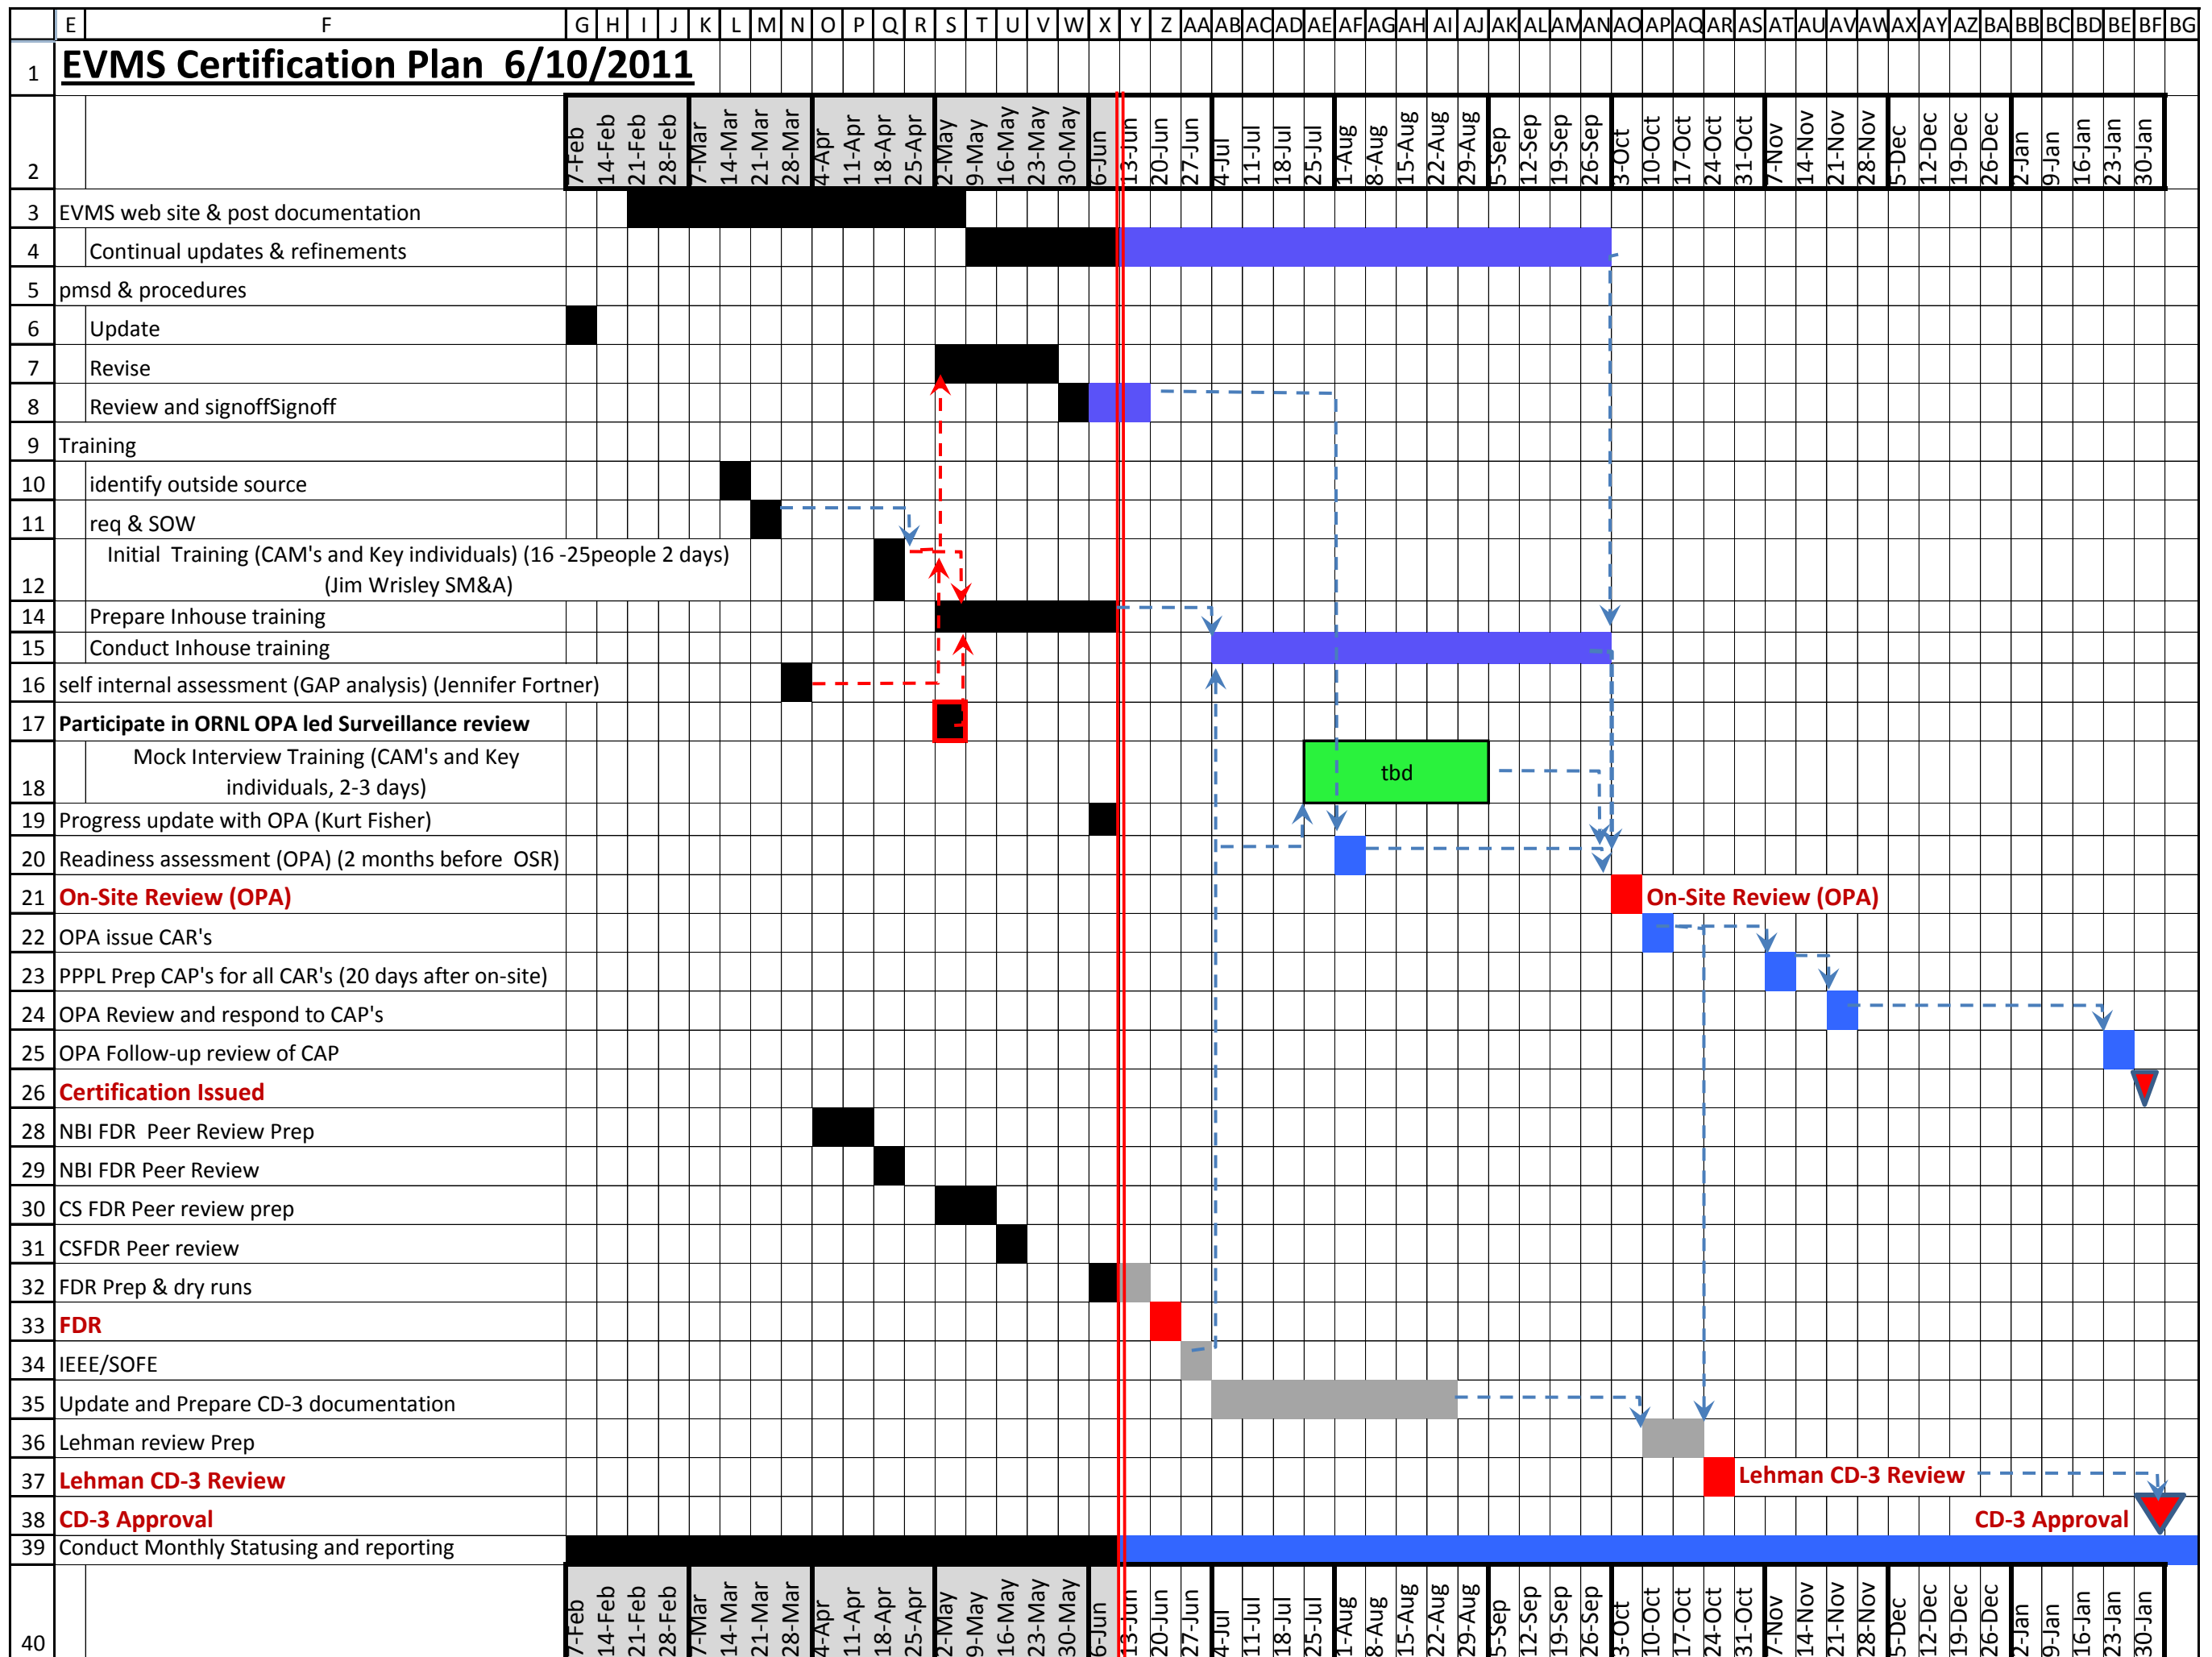 E F G H I J K L M N O P Q R S T U V W X Y Z AA AB AC AD AE AF AG AH AI AJ AK AL AM AN AO AP AQ AR AS AT AU AV AW AX AY AZ BA BB BC BD BE BF BG
1 EVMS Certification Plan 6/10/2011
2 7-Feb 14-Feb 21-Feb 28-Feb 7-Mar 14-Mar 21-Mar 28-Mar 4-Apr 11-Apr 18-Apr 25-Apr 2-May 9-May 16-May 23-May 30-May 6-Jun 13-Jun 20-Jun 27-Jun 4-Jul 11-Jul 18-Jul 25-Jul 1-Aug 8-Aug 15-Aug 22-Aug 29-Aug 5-Sep 12-Sep 19-Sep 26-Sep 3-Oct 10-Oct 17-Oct 24-Oct 31-Oct 7-Nov 14-Nov 21-Nov 28-Nov 5-Dec 12-Dec 19-Dec 26-Dec 2-Jan 9-Jan 16-Jan 23-Jan 30-Jan
3 EVMS web site & post documentation
4 Continual updates & refinements
5 pmsd & procedures
6 Update
7 Revise
8 Review and signoffSignoff
9 Training
10 identify outside source
11 req & SOW
Initial Training (CAM's and Key individuals) (16 -25people 2 days)
12 (Jim Wrisley SM&A)
14 Prepare Inhouse training
15 Conduct Inhouse training
16 self internal assessment (GAP analysis) (Jennifer Fortner)
17 Participate in ORNL OPA led Surveillance review
Mock Interview Training (CAM's and Key
tbd
18 individuals, 2-3 days)
19 Progress update with OPA (Kurt Fisher)
20 Readiness assessment (OPA) (2 months before OSR)
21 On-Site Review (OPA) On-Site Review (OPA)
22 OPA issue CAR's
23 PPPL Prep CAP's for all CAR's (20 days after on-site)
24 OPA Review and respond to CAP's
25 OPA Follow-up review of CAP
26 Certification Issued
28 NBI FDR Peer Review Prep
29 NBI FDR Peer Review
30 CS FDR Peer review prep
31 CSFDR Peer review
32 FDR Prep & dry runs
33 FDR
34 IEEE/SOFE
35 Update and Prepare CD-3 documentation
36 Lehman review Prep
37 Lehman CD-3 Review Lehman CD-3 Review
38 CD-3 Approval CD-3 Approval
39 Conduct Monthly Statusing and reporting
40 7-Feb 14-Feb 21-Feb 28-Feb 7-Mar 14-Mar 21-Mar 28-Mar 4-Apr 11-Apr 18-Apr 25-Apr 2-May 9-May 16-May 23-May 30-May 6-Jun 13-Jun 20-Jun 27-Jun 4-Jul 11-Jul 18-Jul 25-Jul 1-Aug 8-Aug 15-Aug 22-Aug 29-Aug 5-Sep 12-Sep 19-Sep 26-Sep 3-Oct 10-Oct 17-Oct 24-Oct 31-Oct 7-Nov 14-Nov 21-Nov 28-Nov 5-Dec 12-Dec 19-Dec 26-Dec 2-Jan 9-Jan 16-Jan 23-Jan 30-Jan